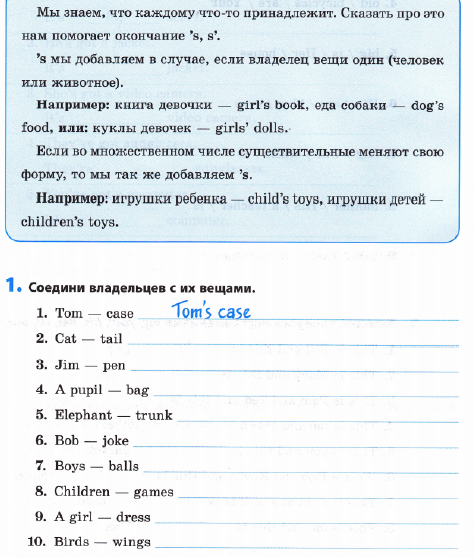 Мы знаем, что каждому что-то принадлежит. Сказать про это
нам помогает окончание 's, s'.
's мы добавляем в случае, если владелец вещи один (человек
или животное).
Например: книга девочки — girl's book, еда собаки — dog's
food, или: куклы девочек — girls' dolls.
Если во множественном числе существительные меняют свою
форму, то мы так же добавляем 's.
Например: игрушки ребенка — child's toys, игрушки детей —
children's toys.
1. Соедини владельцев с их вещами.
1. Tom — case Tom's case
2. Cat — tail
3. Jim — pen
4. A pupil — bag
5. Elephant — trunk
6. Bob — joke
7. Boys — balls
8. Children — games
9. A girl — dress
10. Birds — wings